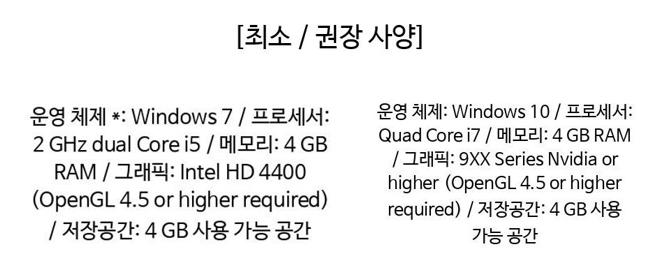 [최소 / 권장 사양]
운영 체제 *: Windows 7 / 프로세서:
2 GHz dual Core i5 / 메모리: 4 GB
RAM / 그래픽: Intel HD 4400
(OpenGL 4.5 or higher required)
/ 저장공간: 4 GB 사용 가능 공간
운영 체제: Windows 10 / 프로세서:
Quad Core i7 / 메모리: 4 GB RAM
/ 그래픽: 9XX Series Nvidia or
higher (OpenGL 4.5 or higher
required) / 저장공간: 4 GB 사용
가능 공간